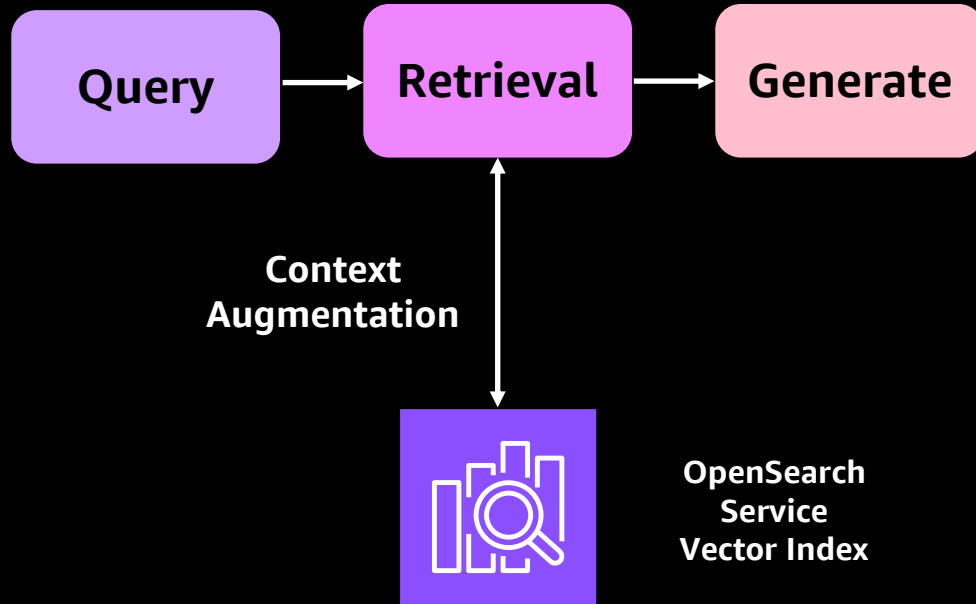 Query
Retrieval
Generate
Context
Augmentation
OpenSearch
Service
Vector Index